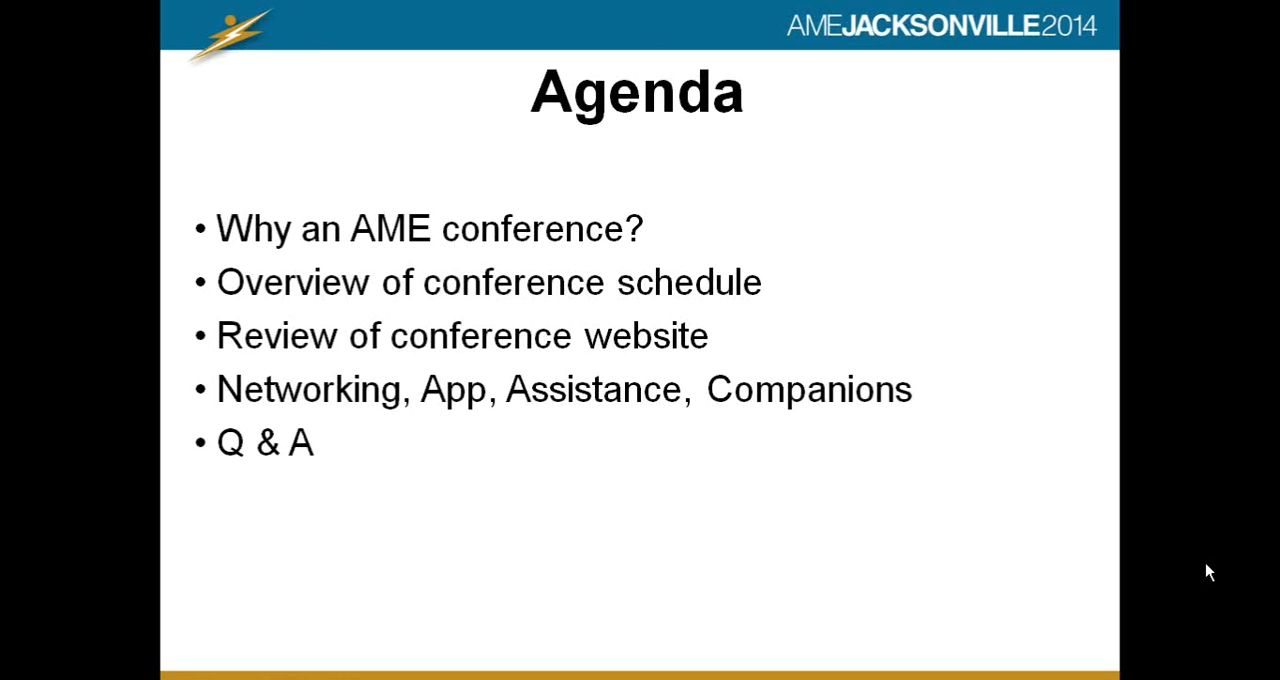 AMEJACKSONVILLE2014
Agenda
• Why an AME conference?
• Overview of conference schedule
• Review of conference website
• Networking, App, Assistance, Companions
• Q & A